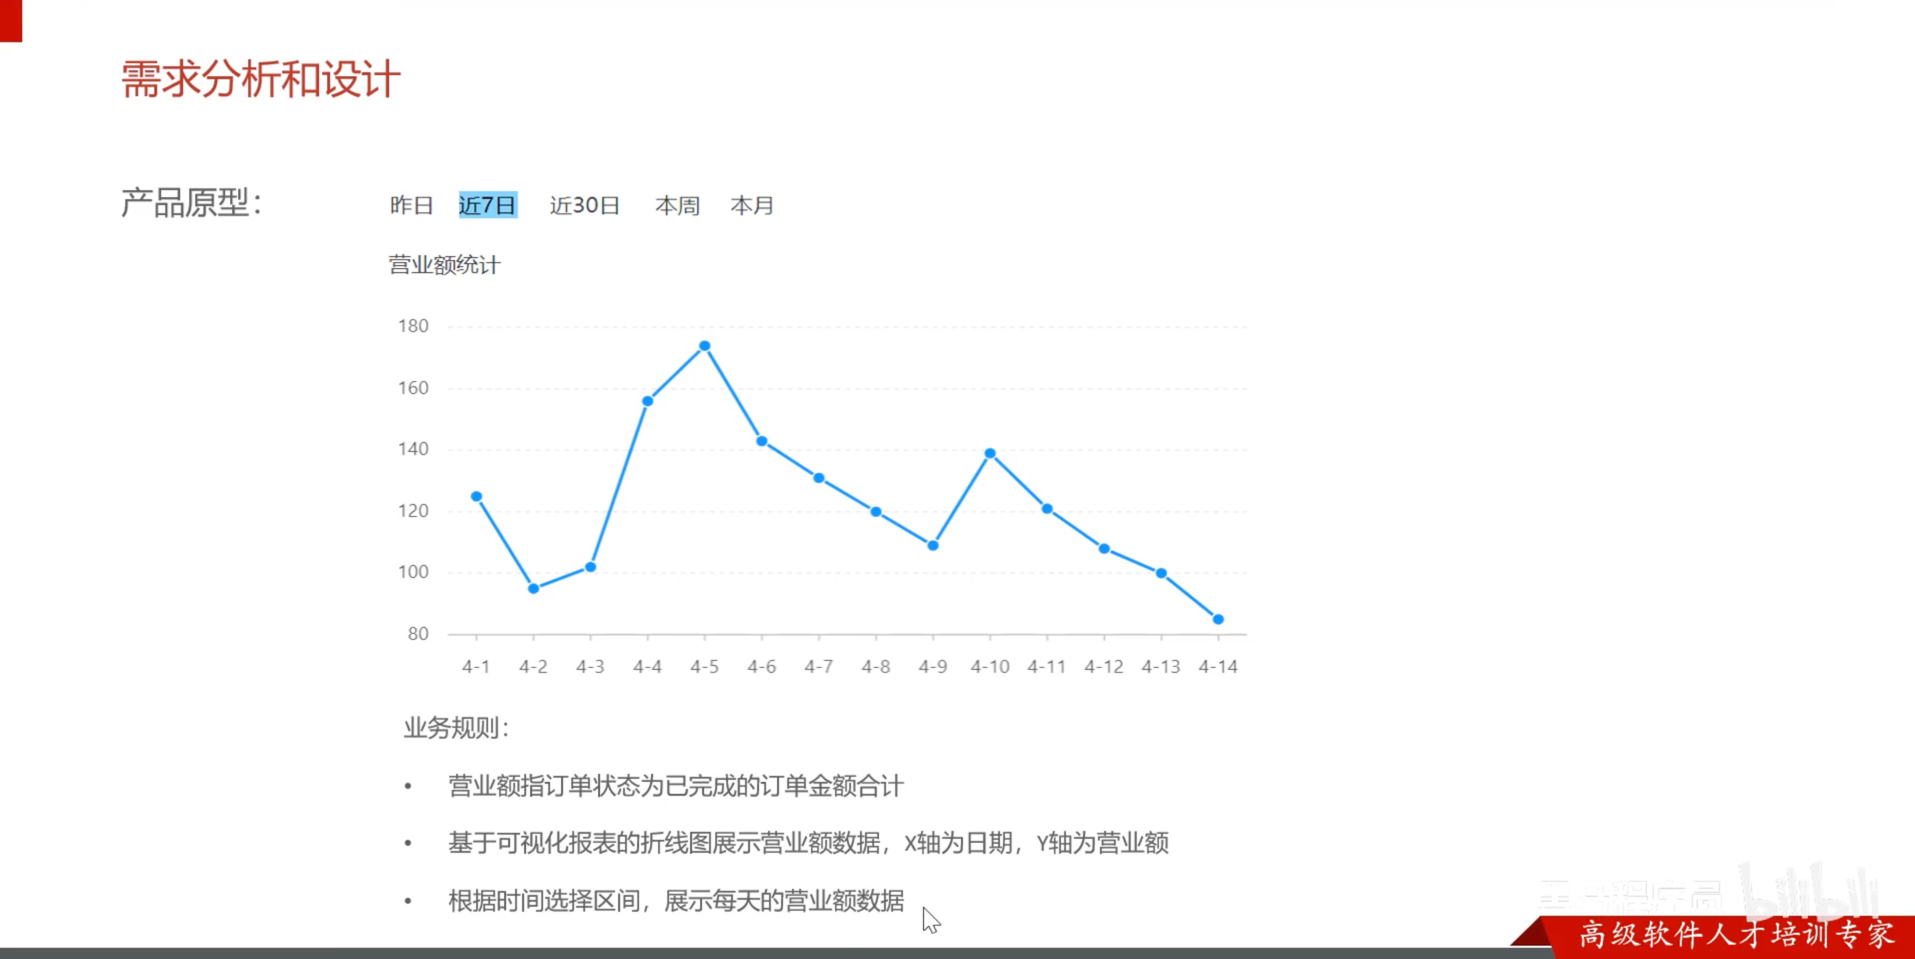 需求分析和设计
产品原型：
昨日 近7日 近30日 本周 本月
营业额统计
180
160
140
120
100
80
4-1 4-2 4-3 4-4 4-5 4-6 4-7 4-8 4-9 4-10 4-11 4-12 4-13 4-14
业务规则：
• 营业额指订单状态为已完成的订单金额合计
• 基于可视化报表的折线图展示营业额数据，X轴为日期，Y轴为营业额
• 根据时间选择区间，展示每天的营业额数据
bilibili
高级软件人才培训专家